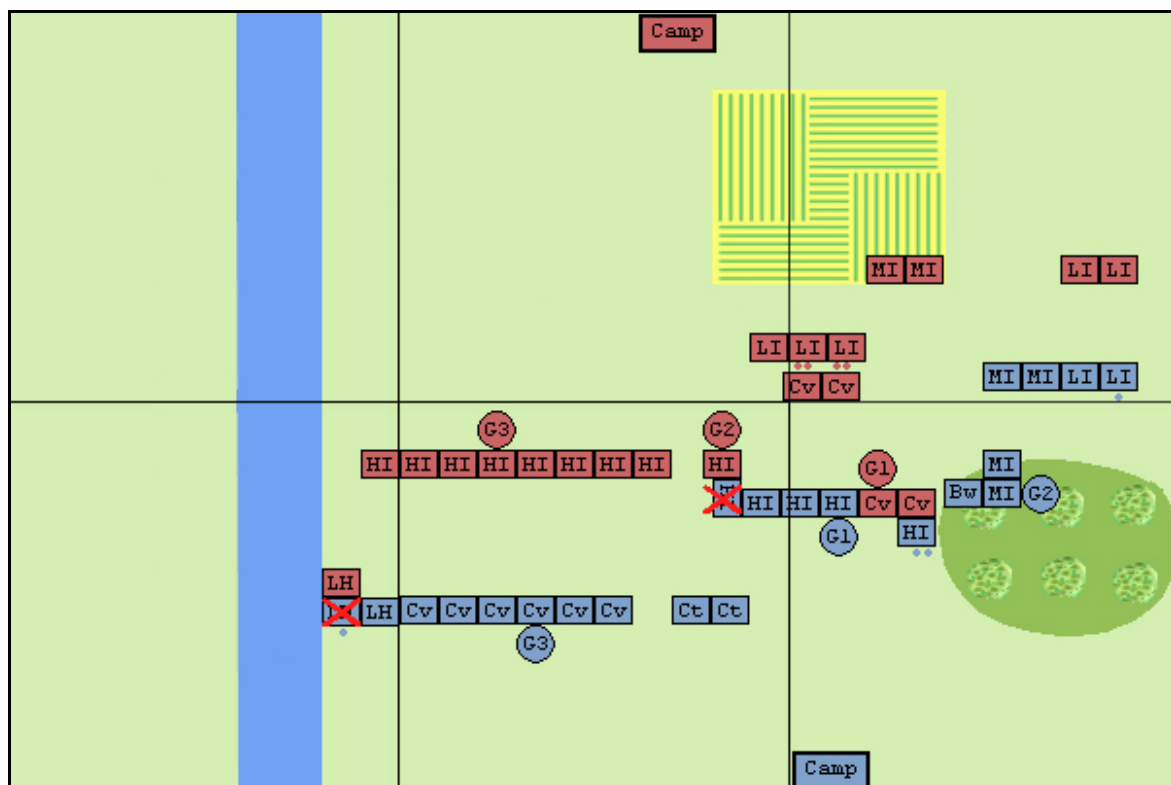 Camp
MI MI LI LI
LI LI LI
MI MI LI LI
Cv Cv
G3 G2
HI HI HI HI HI HI HI HI HI G1 MI
HI HI HI Cv Cv Bw MI G2
G1 HI
LH
LH Cv Cv Cv Cv Cv Cv Ct Ct
G3
Camp